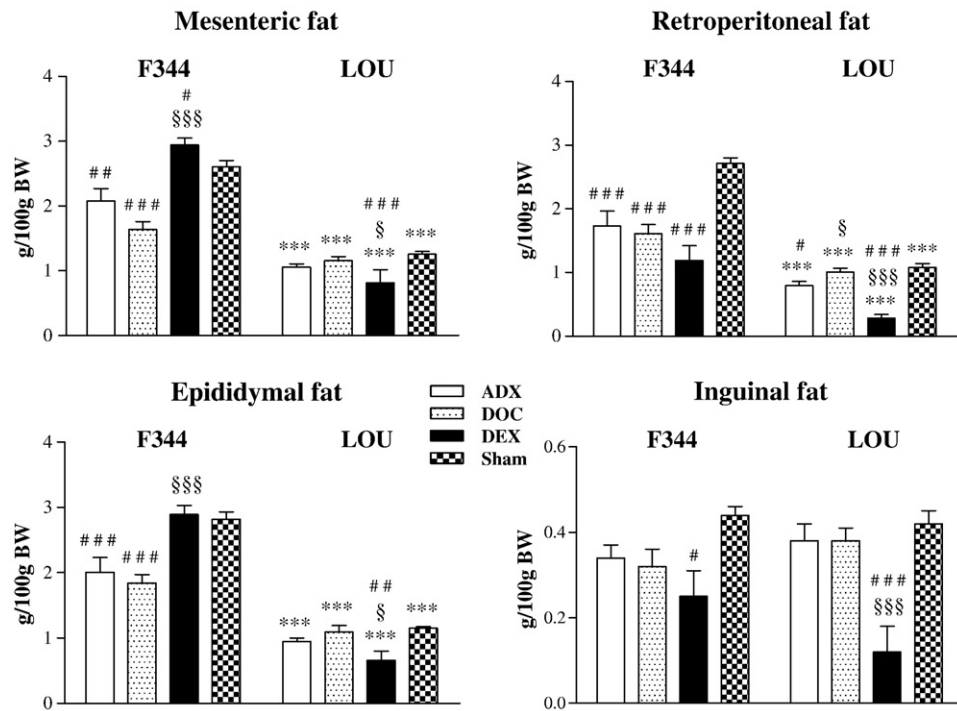 Mesenteric fat
F344 LOU
g/100g BW
4
3
2
1
0
# #
# # #
#
§§§
***
***
# # #
§
***
***
Retroperitoneal fat
F344 LOU
g/100g BW
4
3
2
1
0
# # #
# # #
# # #
#
***
§
***
# # #
§§§
***
***
Epididymal fat
F344 LOU
g/100g BW
4
3
2
1
0
# # #
# # #
§§§
***
***
# #
§
***
***
ADX
DOC
DEX
Sham
Inguinal fat
F344 LOU
g/100g BW
0.6
0.4
0.2
0.0
#
# # #
§§§